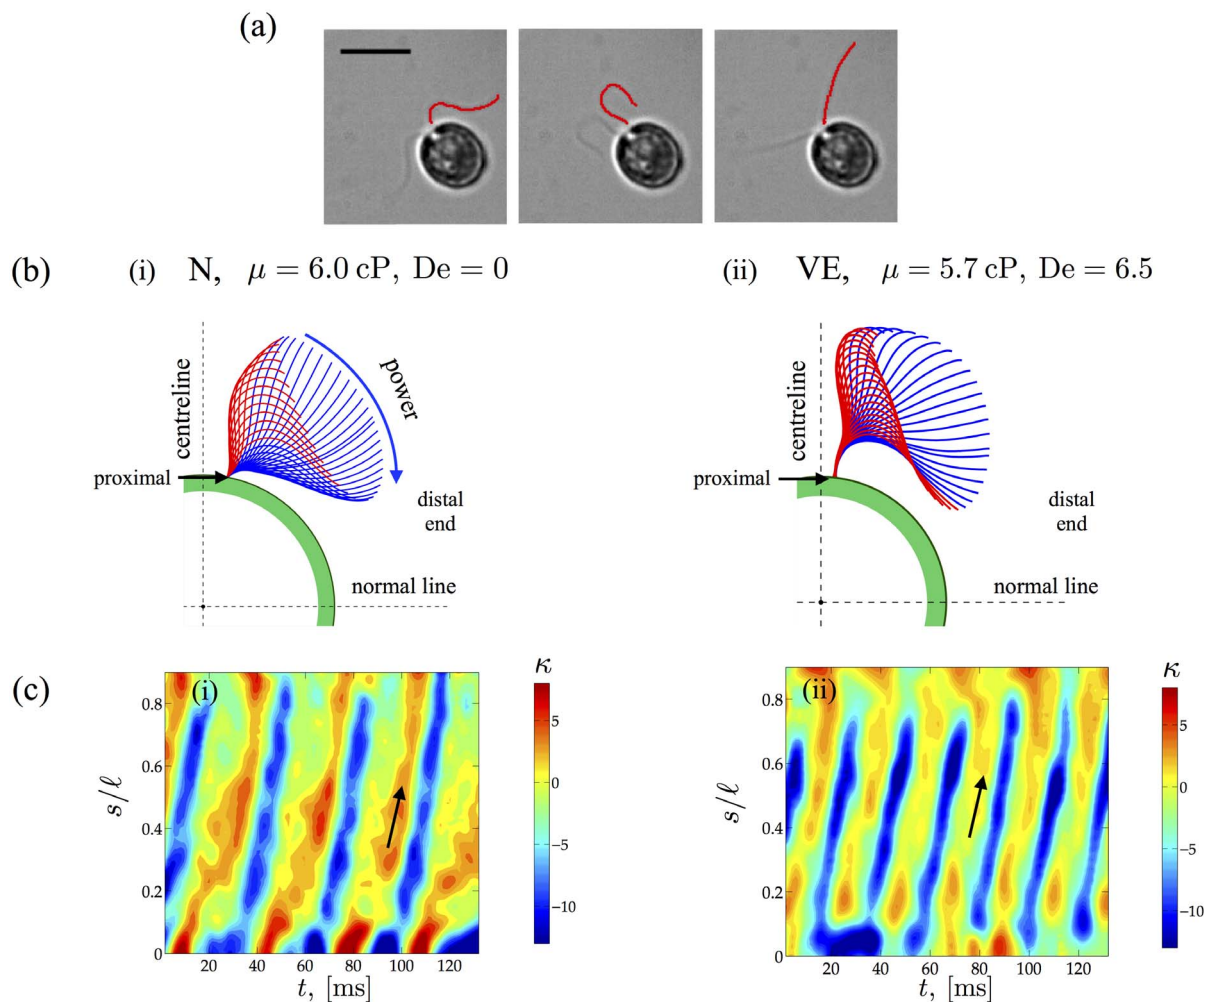 (a)
(b) (i) N, μ = 6.0 cP, De = 0
(ii) VE, μ = 5.7 cP, De = 6.5
centreline
power
proximal
distal
end
normal line
centreline
proximal
distal
end
normal line
(c)
(i)
κ
5
0
−5
−10
s/ℓ
0.8
0.6
0.4
0.2
0
20 40 60 80 100 120
t, [ms]
(ii)
κ
5
0
−5
−10
s/ℓ
0.8
0.6
0.4
0.2
0
20 40 60 80 100 120
t, [ms]